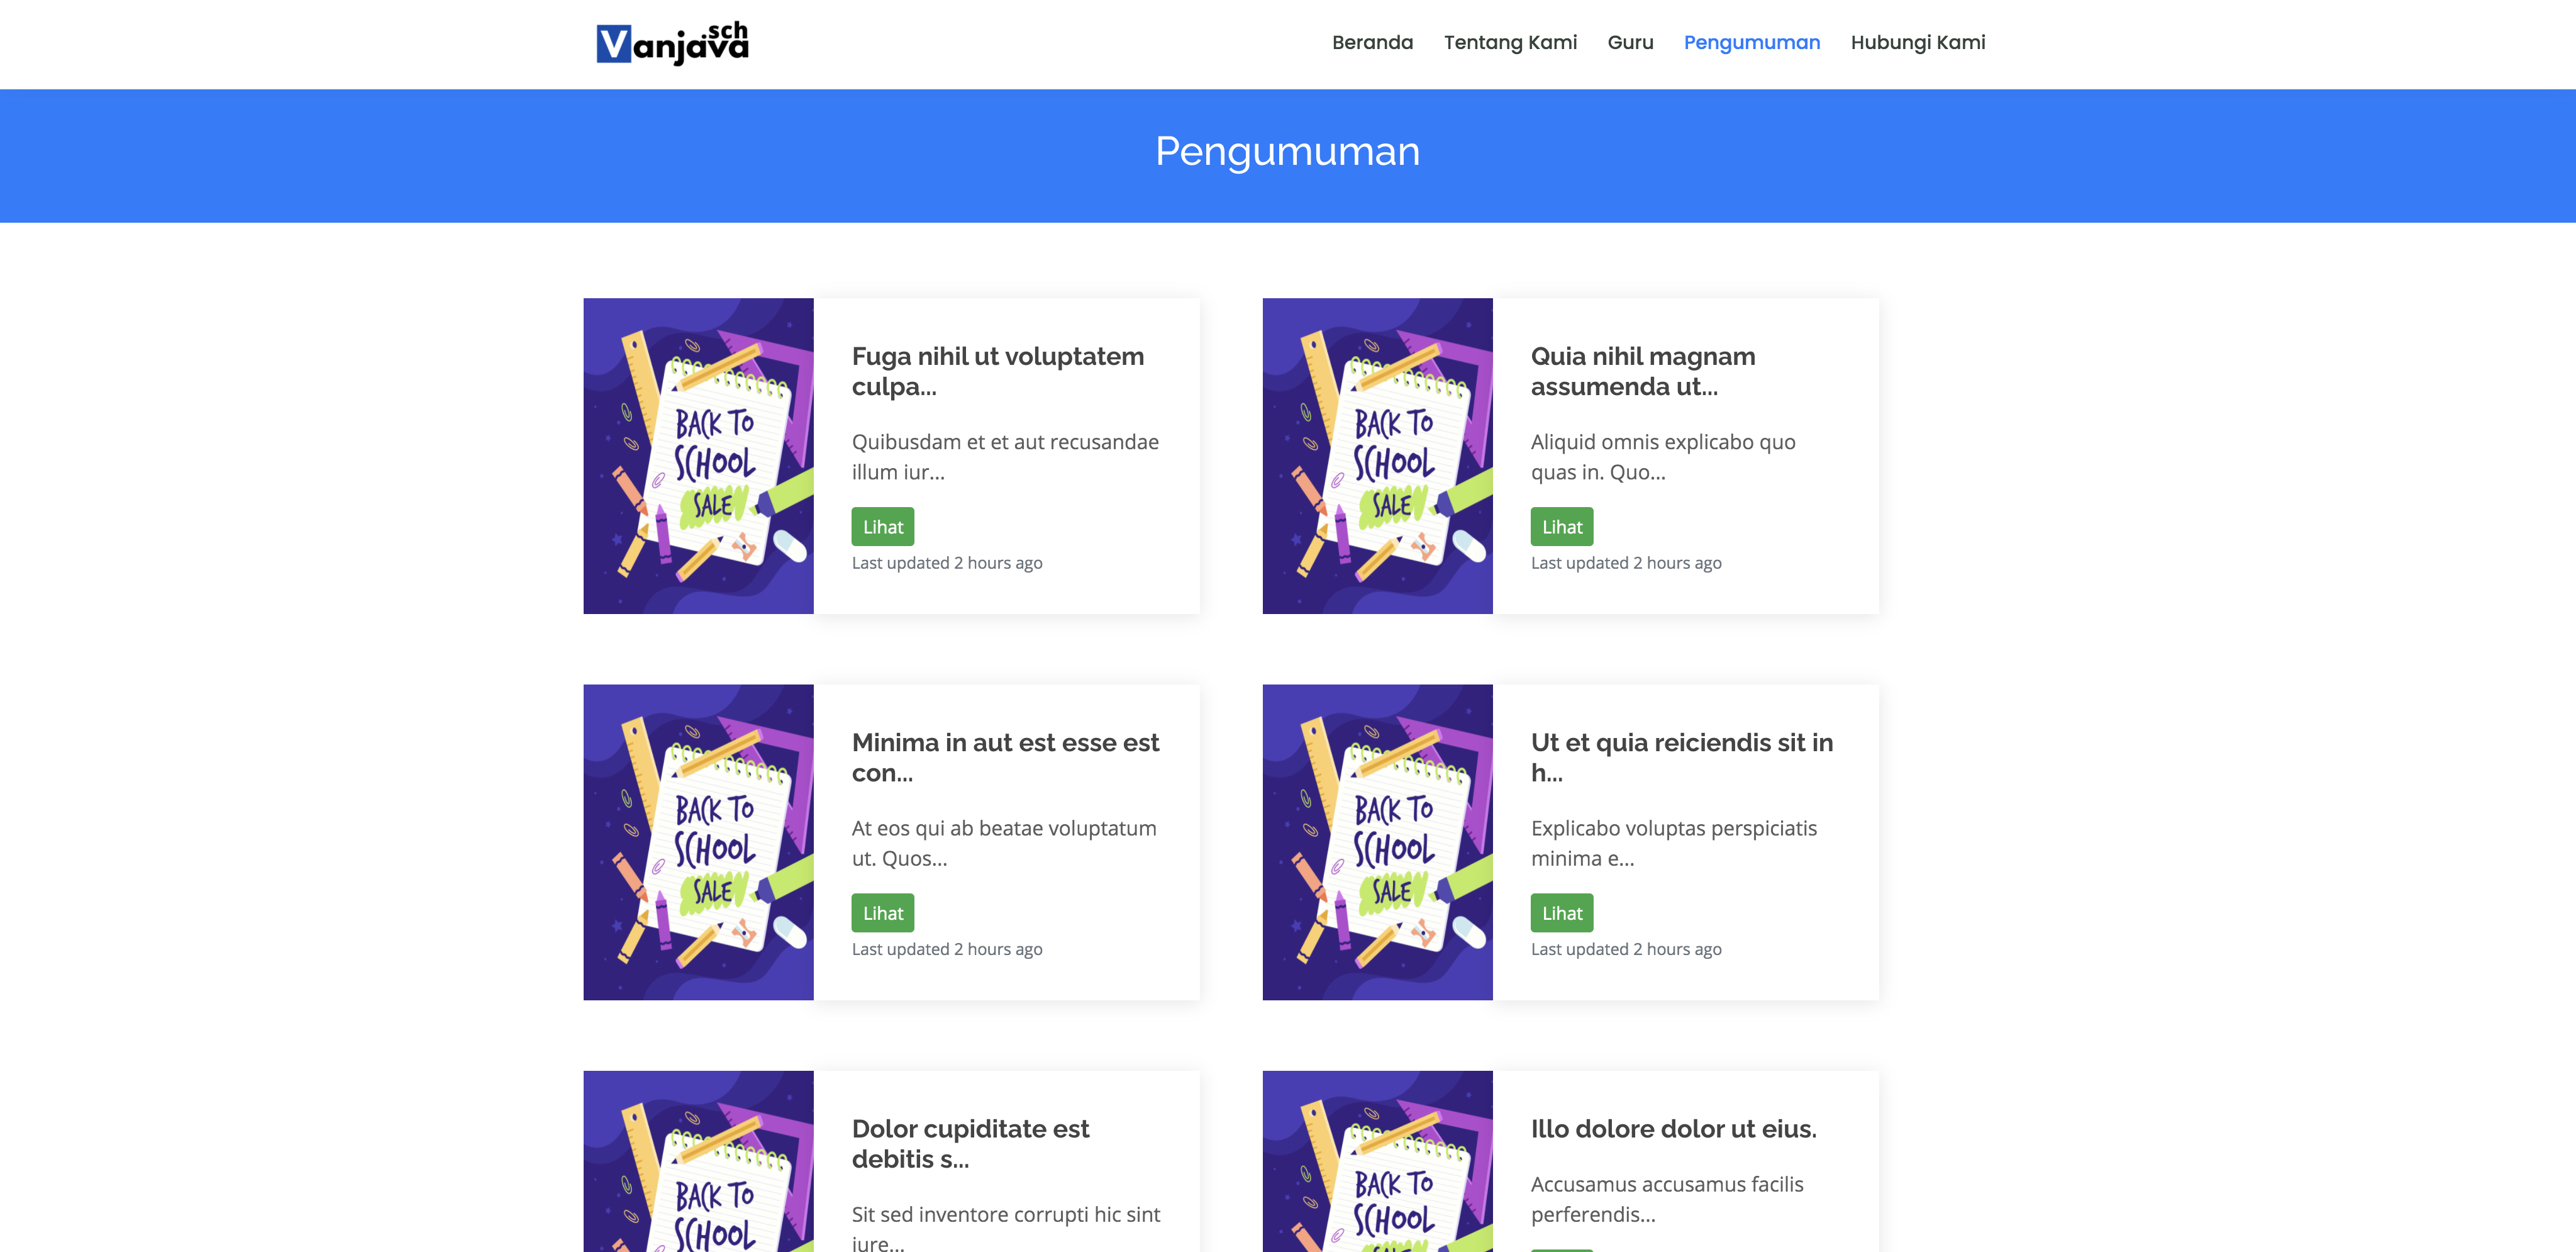 Vanjava sch
Beranda Tentang Kami Guru Pengumuman Hubungi Kami
Pengumuman
BACK TO
SCHOOL
SALE
Fuga nihil ut voluptatem
culpa...
Quibusdam et et aut recusandae
illum iur...
Lihat
Last updated 2 hours ago
BACK TO
SCHOOL
SALE
Quia nihil magnam
assumenda ut...
Aliquid omnis explicabo quo
quas in. Quo...
Lihat
Last updated 2 hours ago
BACK TO
SCHOOL
SALE
Minima in aut est esse est
con...
At eos qui ab beatae voluptatum
ut. Quos...
Lihat
Last updated 2 hours ago
BACK TO
SCHOOL
SALE
Ut et quia reiciendis sit in
h...
Explicabo voluptas perspiciatis
minima e...
Lihat
Last updated 2 hours ago
BACK TO
SCHOOL
Dolor cupiditate est
debitis s...
Sit sed inventore corrupti hic sint
iure...
BACK TO
SCHOOL
SALE
Illo dolore dolor ut eius.
Accusamus accusamus facilis
perferendis...